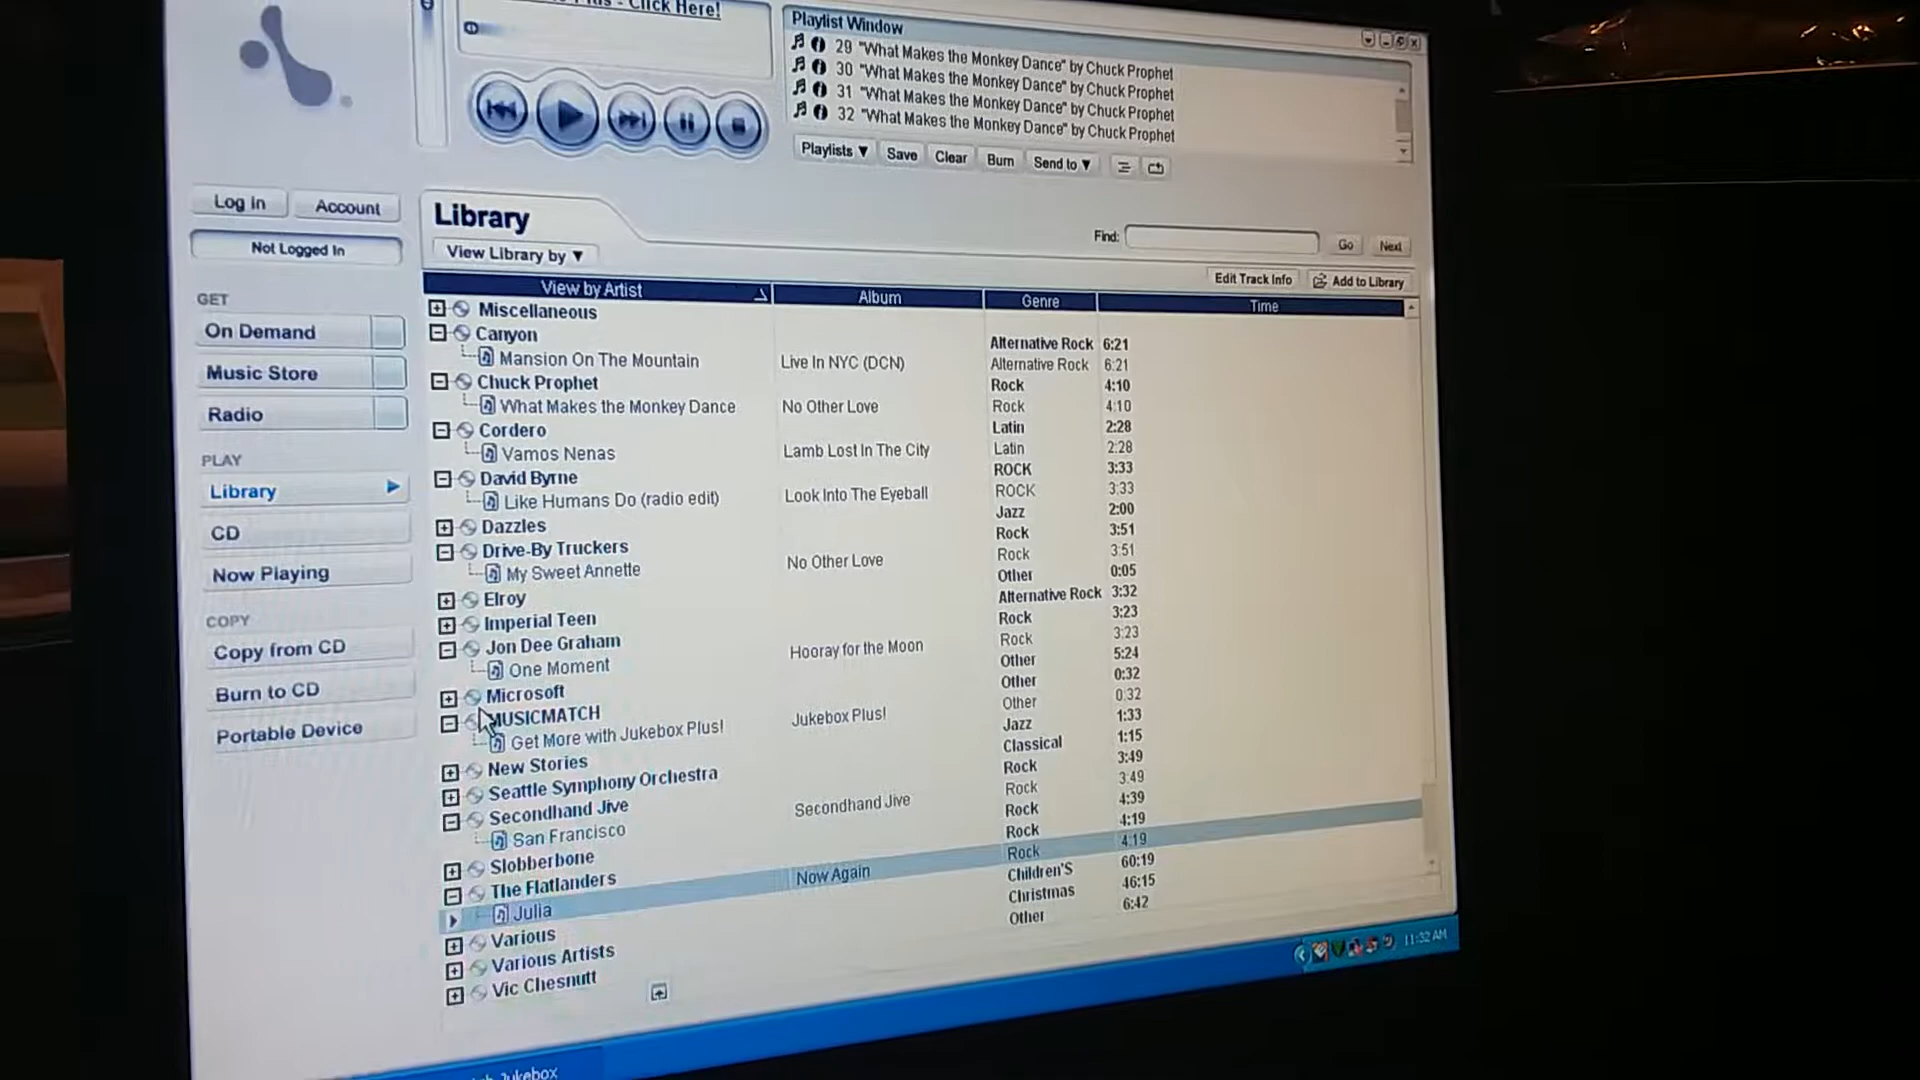 Click Here!
Playlist Window
29 "What Makes the Monkey Dance" by Chuck Prophet
30 "What Makes the Monkey Dance" by Chuck Prophet
31 "What Makes the Monkey Dance" by Chuck Prophet
32 "What Makes the Monkey Dance" by Chuck Prophet
Playlists ▼ Save Clear Burn Send to ▼
Log In Account
Not Logged In
Library
View Library by ▼
Find: Go Next
Edit Track Info Add to Library
GET
On Demand
Music Store
Radio
PLAY
Library
CD
Now Playing
COPY
Copy from CD
Burn to CD
Portable Device
View by Artist Album Genre Time
Miscellaneous
Canyon Alternative Rock 6:21
Mansion On The Mountain Live In NYC (DCN) Alternative Rock 6:21
Chuck Prophet Rock 4:10
What Makes the Monkey Dance No Other Love Rock 4:10
Cordero Latin 2:28
Vamos Nenas Lamb Lost In The City Latin 2:28
David Byrne ROCK 3:33
Like Humans Do (radio edit) Look Into The Eyeball ROCK 3:33
Dazzles Jazz 2:00
Drive-By Truckers Rock 3:51
My Sweet Annette No Other Love Rock 3:51
Elroy Other 0:05
Imperial Teen Alternative Rock 3:32
Jon Dee Graham Rock 3:23
One Moment Hooray for the Moon Rock 3:23
Microsoft Other 5:24
MUSICMATCH Other 0:32
Get More with Jukebox Plus! Jukebox Plus! Other 0:32
New Stories Jazz 1:33
Seattle Symphony Orchestra Classical 1:15
Secondhand Jive Rock 3:49
San Francisco Secondhand Jive Rock 3:49
Slobberbone Rock 4:39
The Flatlanders Rock 4:19
Julia Now Again Rock 4:19
Various Children'S 60:19
Various Artists Christmas 46:15
Vic Chesnutt Other 6:42
11:32 AM
Jukebox